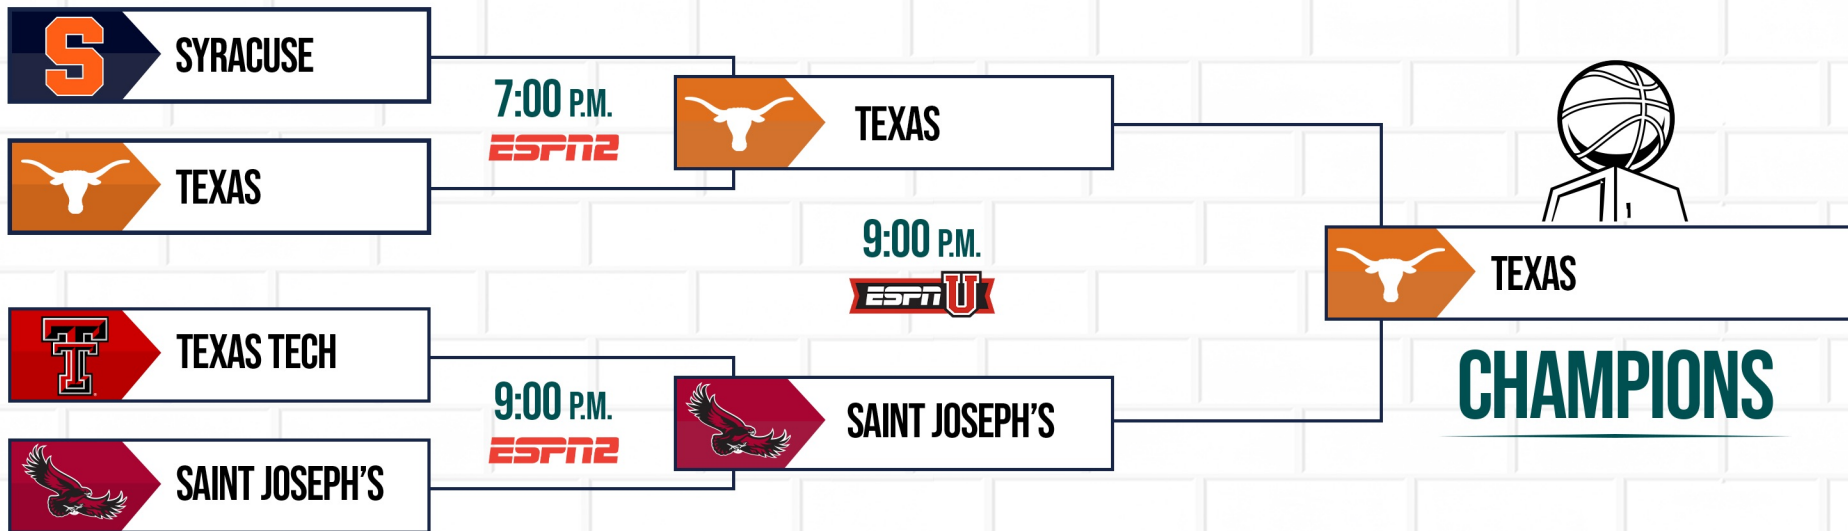 S
SYRACUSE
7:00 P.M.
ESPN2
TEXAS
TEXAS
TEXAS
9:00 P.M.
ESPNU
TEXAS TECH
9:00 P.M.
ESPN2
SAINT JOSEPH'S
SAINT JOSEPH'S
CHAMPIONS